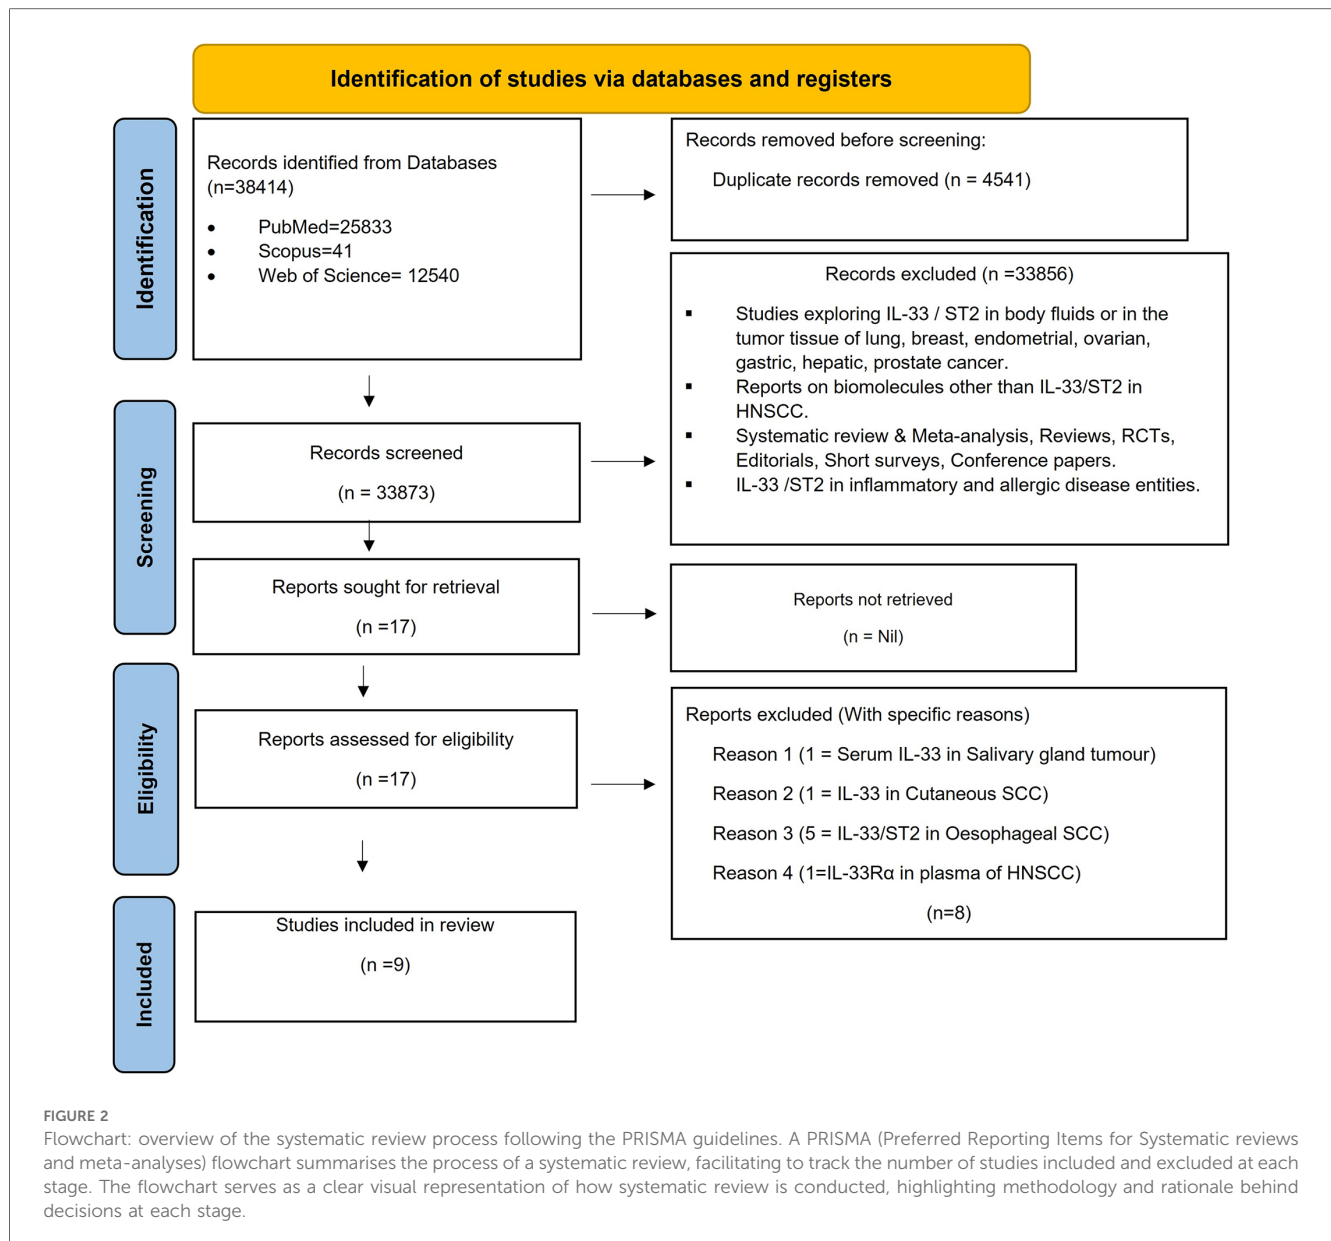 Identification of studies via databases and registers
Identification
Records identified from Databases
(n=38414)
• PubMed=25833
• Scopus=41
• Web of Science= 12540
Records removed before screening:
Duplicate records removed (n = 4541)
Screening
Records screened
(n = 33873)
Records excluded (n =33856)
▪ Studies exploring IL-33 / ST2 in body fluids or in the
tumor tissue of lung, breast, endometrial, ovarian,
gastric, hepatic, prostate cancer.
▪ Reports on biomolecules other than IL-33/ST2 in
HNSCC.
▪ Systematic review & Meta-analysis, Reviews, RCTs,
Editorials, Short surveys, Conference papers.
▪ IL-33 /ST2 in inflammatory and allergic disease entities.
Reports sought for retrieval
(n =17)
Reports not retrieved
(n = Nil)
Eligibility
Reports assessed for eligibility
(n =17)
Reports excluded (With specific reasons)
Reason 1 (1 = Serum IL-33 in Salivary gland tumour)
Reason 2 (1 = IL-33 in Cutaneous SCC)
Reason 3 (5 = IL-33/ST2 in Oesophageal SCC)
Reason 4 (1=IL-33Rα in plasma of HNSCC)
(n=8)
Included
Studies included in review
(n =9)
FIGURE 2
Flowchart: overview of the systematic review process following the PRISMA guidelines. A PRISMA (Preferred Reporting Items for Systematic reviews
and meta-analyses) flowchart summarises the process of a systematic review, facilitating to track the number of studies included and excluded at each
stage. The flowchart serves as a clear visual representation of how systematic review is conducted, highlighting methodology and rationale behind
decisions at each stage.